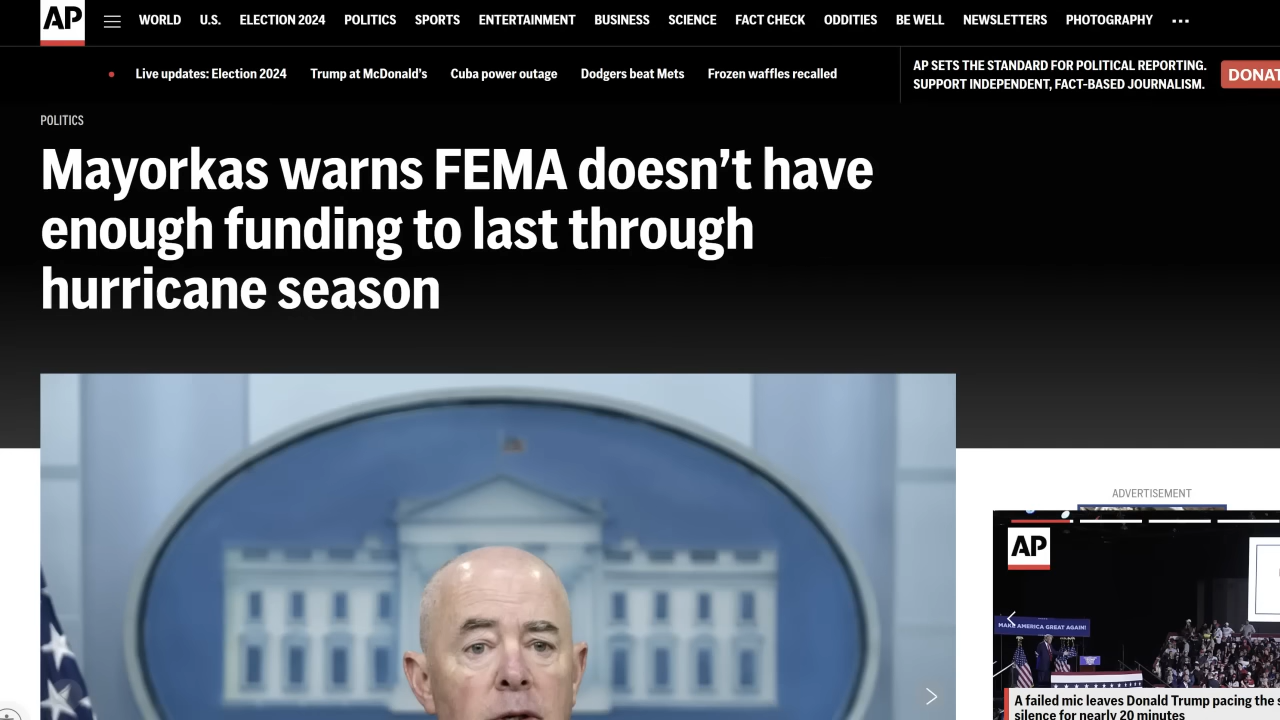 AP
WORLD U.S. ELECTION 2024 POLITICS SPORTS ENTERTAINMENT BUSINESS SCIENCE FACT CHECK ODDITIES BE WELL NEWSLETTERS PHOTOGRAPHY
Live updates: Election 2024 Trump at McDonald's Cuba power outage Dodgers beat Mets Frozen waffles recalled
AP SETS THE STANDARD FOR POLITICAL REPORTING.
SUPPORT INDEPENDENT, FACT-BASED JOURNALISM.
DONAT
POLITICS
Mayorkas warns FEMA doesn’t have
enough funding to last through
hurricane season
ADVERTISEMENT
AP
MAKE AMERICA GREAT AGAIN!
A failed mic leaves Donald Trump pacing the s
silence for nearly 20 minutes